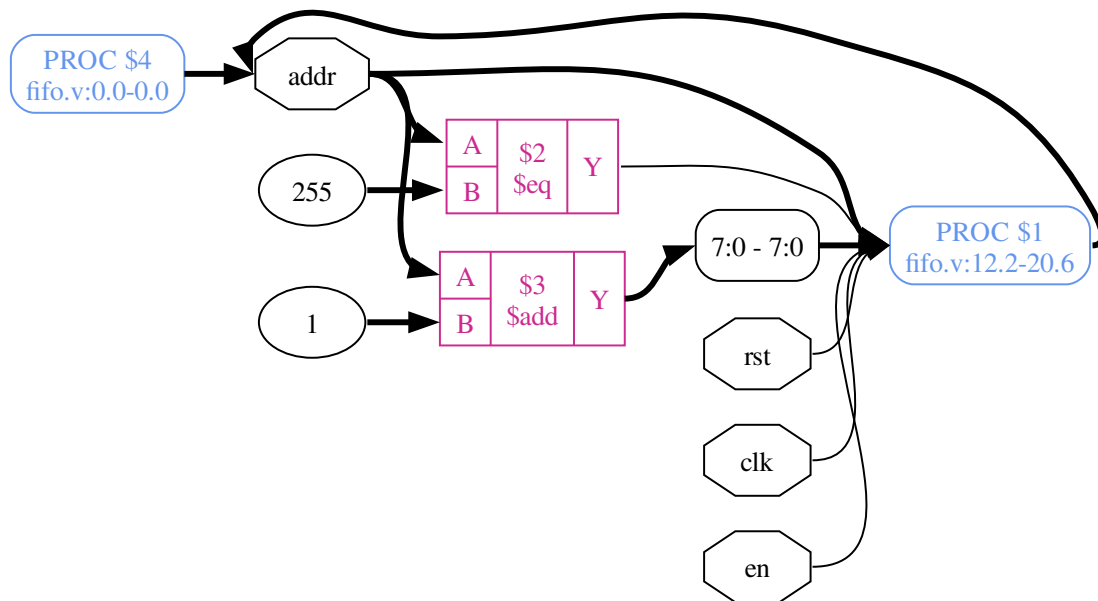 PROC $4
fifo.v:0.0-0.0
addr
255
A
B
$2
$eq
Y
1
A
B
$3
$add
Y
7:0 - 7:0
PROC $1
fifo.v:12.2-20.6
rst
clk
en